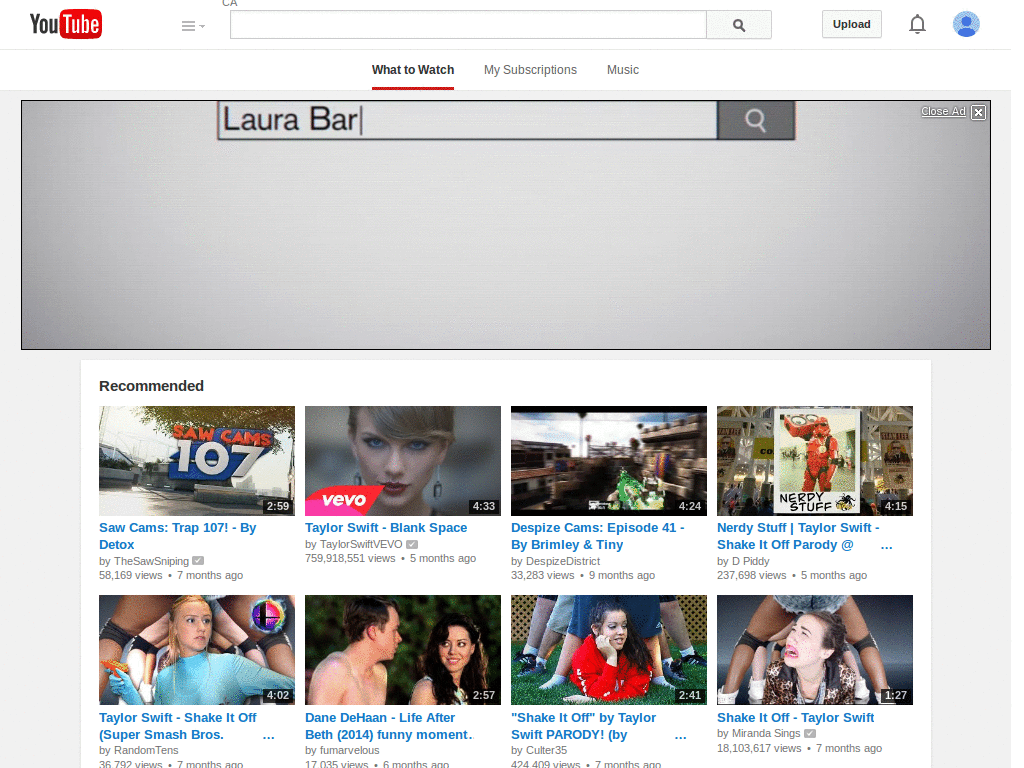 CA
YouTube
Upload
What to Watch
My Subscriptions
Music
Laura Bar
Close Ad
Recommended
SAW CAMS
107
2:59
vevo
4:33
4:24
NERDY
STUFF
4:15
Saw Cams: Trap 107! - By
Detox
by TheSawSniping
58,169 views • 7 months ago
Taylor Swift - Blank Space
by TaylorSwiftVEVO
759,918,551 views • 5 months ago
Despize Cams: Episode 41 -
By Brimley & Tiny
by DespizeDistrict
33,283 views • 9 months ago
Nerdy Stuff | Taylor Swift -
Shake It Off Parody @ ...
by D Piddy
237,698 views • 5 months ago
4:02
2:57
2:41
1:27
Taylor Swift - Shake It Off
(Super Smash Bros. ...
by RandomTens
36,792 views • 7 months ago
Dane DeHaan - Life After
Beth (2014) funny moment.
by fumarvelous
17,035 views • 6 months ago
"Shake It Off" by Taylor
Swift PARODY! (by ...
by Culter35
424,409 views • 7 months ago
Shake It Off - Taylor Swift
by Miranda Sings
18,103,617 views • 7 months ago